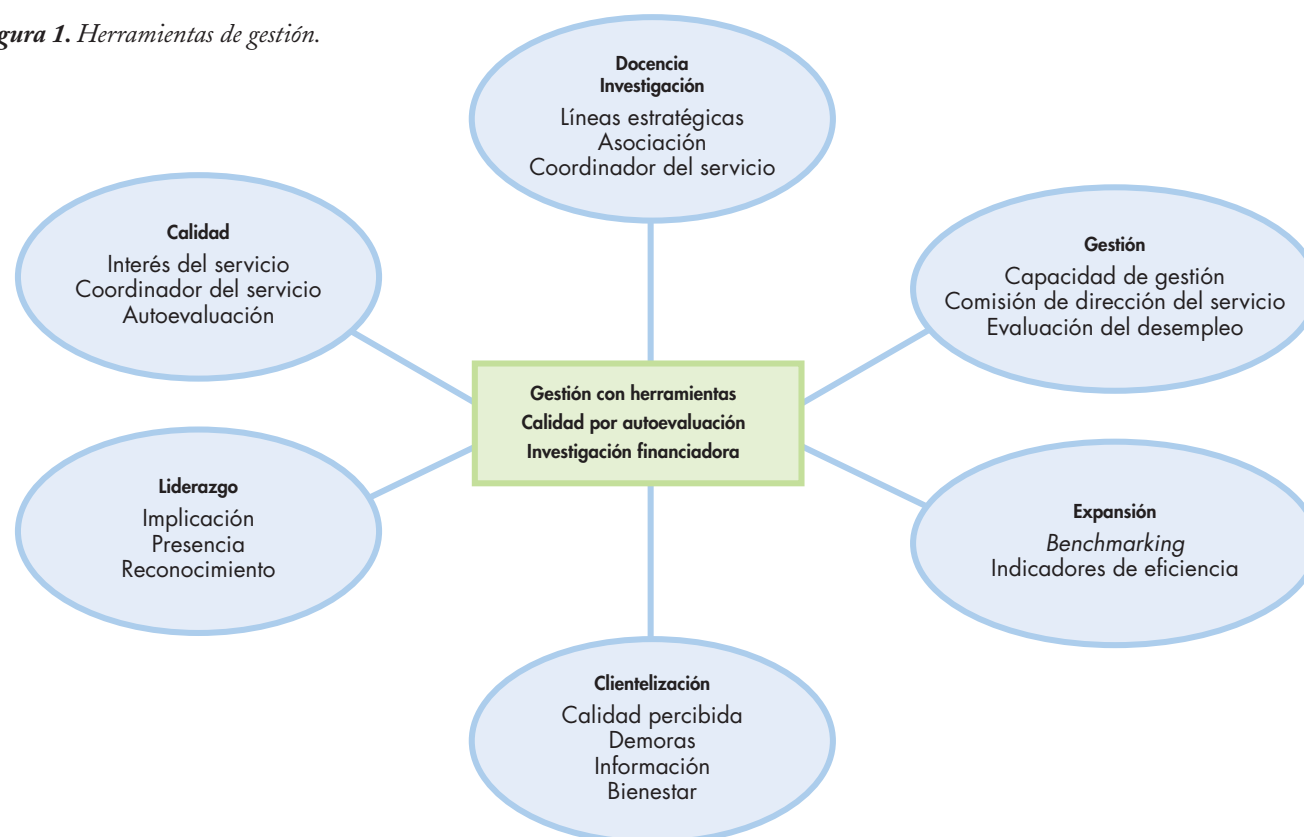 gura 1. Herramientas de gestión.
Docencia
Investigación
Líneas estratégicas
Asociación
Coordinador del servicio
Calidad
Interés del servicio
Coordinador del servicio
Autoevaluación
Gestión
Capacidad de gestión
Comisión de dirección del servicio
Evaluación del desempleo
Gestión con herramientas
Calidad por autoevaluación
Investigación financiadora
Liderazgo
Implicación
Presencia
Reconocimiento
Expansión
Benchmarking
Indicadores de eficiencia
Clientelización
Calidad percibida
Demoras
Información
Bienestar